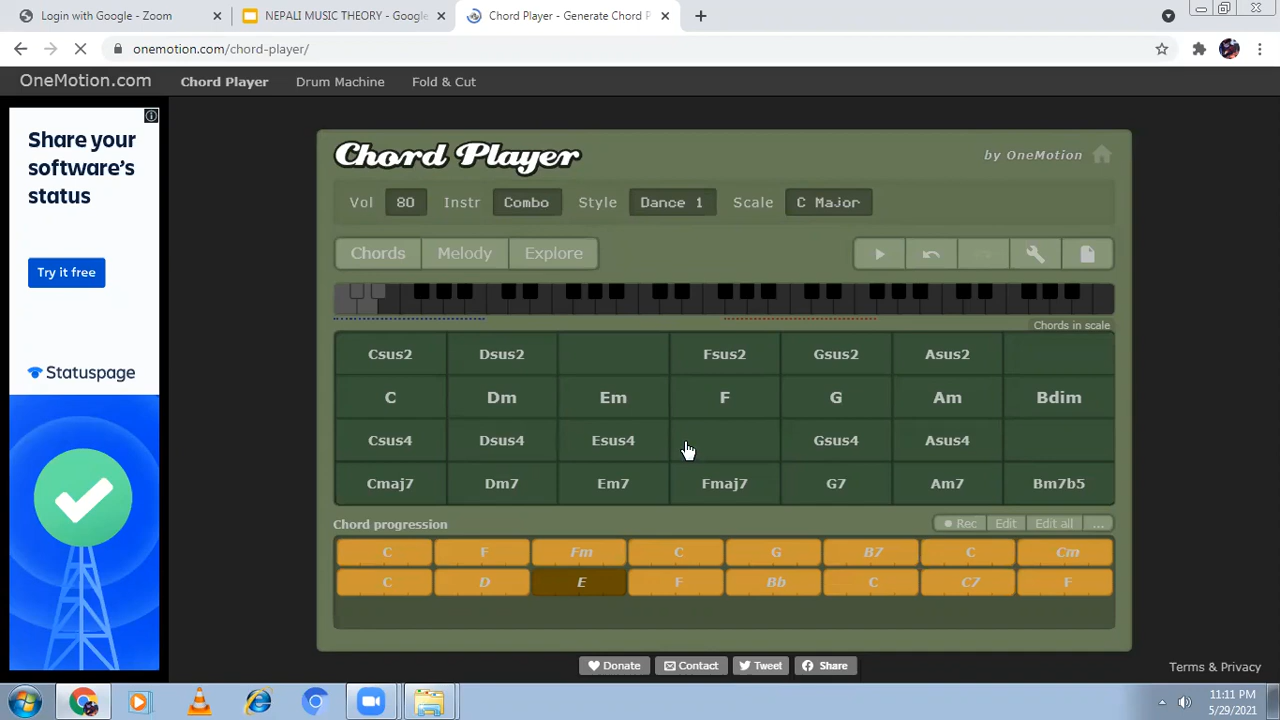 Login with Google - Zoom
NEPALI MUSIC THEORY - Google
Chord Player - Generate Chord P
onemotion.com/chord-player/
OneMotion.com Chord Player Drum Machine Fold & Cut
Share your
software's
status
Try it free
Statuspage
Chord Player
by OneMotion
Vol 80 Instr Combo Style Dance 1 Scale C Major
Chords Melody Explore
Chords in scale
Csus2 Dsus2 Fsus2 Gsus2 Asus2
C Dm Em F G Am Bdim
Csus4 Dsus4 Esus4 Gsus4 Asus4
Cmaj7 Dm7 Em7 Fmaj7 G7 Am7 Bm7b5
Chord progression
Rec Edit Edit all ...
C F Fm C G B7 C Cm
C D E F Bb C C7 F
Donate Contact Tweet Share
Terms & Privacy
11:11 PM
5/29/2021